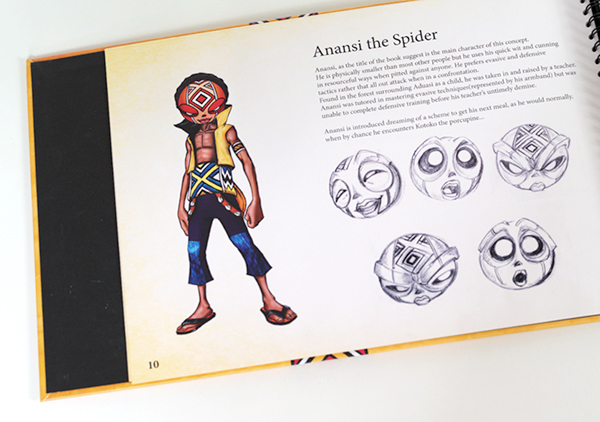 Anansi the Spider
Anansi, as the title of the book suggest is the main character of this concept.
He is physically smaller than most other people but he uses his quick wit and cunning
in resourceful ways when pitted against anyone. He prefers evasive and defensive
tactics rather that all out attack when in a confrontation.
Found in the forest surrounding Aduasi as a child, he was taken in and raised by a teacher.
Anansi was tutored in mastering evasive techniques(represented by his armband) but was
unable to complete defensive training before his teacher's untimely demise.
Anansi is introduced dreaming of a scheme to get his next meal, as he would normally,
when by chance he encounters Kotoko the porcupine...
10